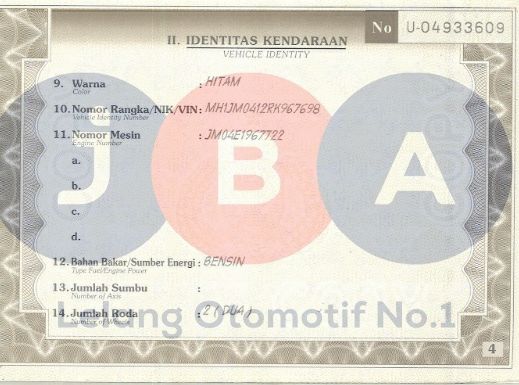 No U-04933609
II. IDENTITAS KENDARAAN
VEHICLE IDENTITY
9. Warna : HITAM
Color
10. Nomor Rangka/NIK/VIN: MH1JM0412RK967698
Vehicle Identity Number
11. Nomor Mesin : JM04E1967722
Engine Number
a.
b.
c.
d.
J B A
12. Bahan Bakar/Sumber Energi : BENSIN
Type Fuel/Engine Power
13. Jumlah Sumbu :
Number of Axis
14. Jumlah Roda : 2 ( DUA )
Number of Wheels
Lelang Otomotif No.1
4